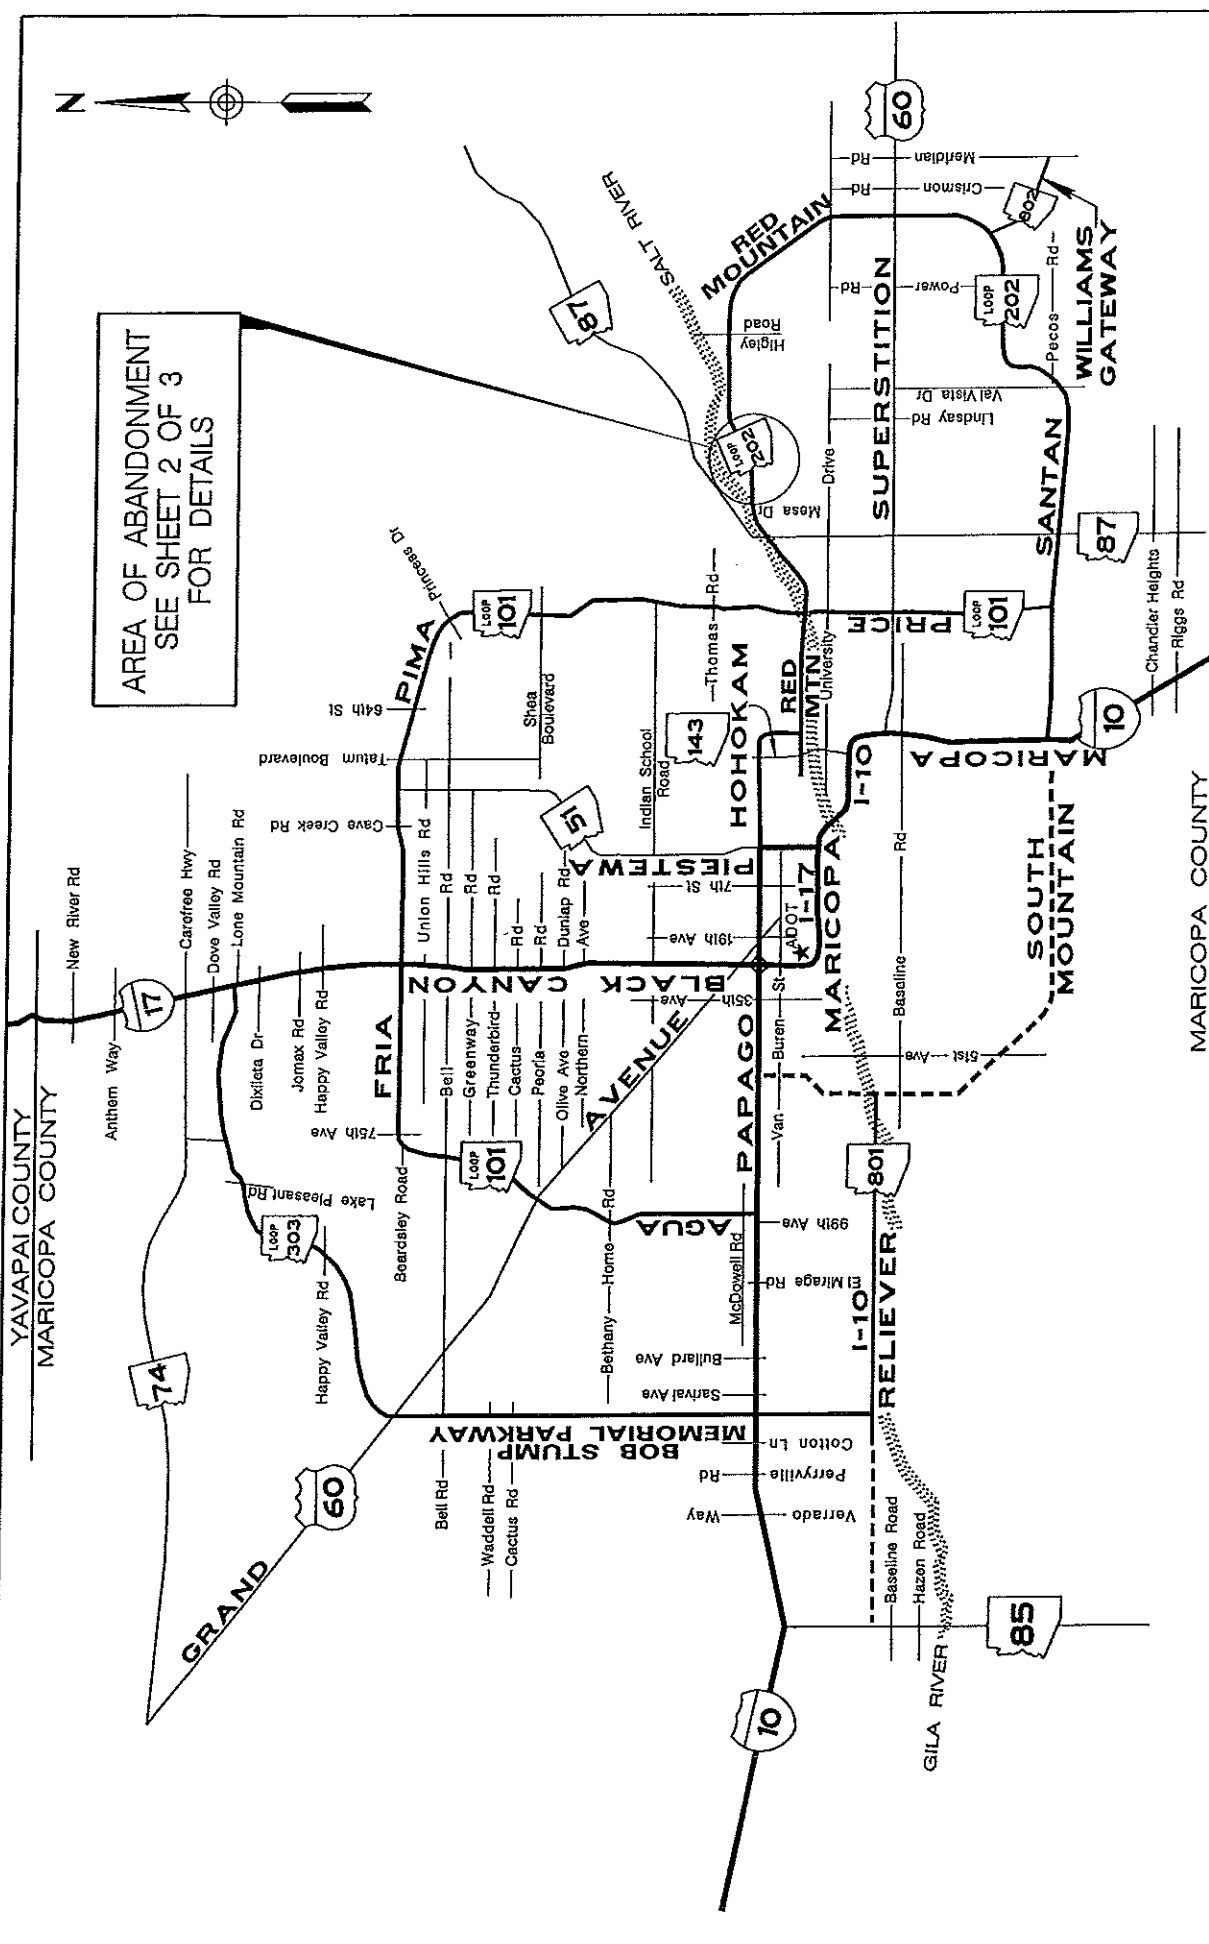 YAVAPAI COUNTY
MARICOPA COUNTY
N
AREA OF ABANDONMENT
SEE SHEET 2 OF 3
FOR DETAILS
New River Rd
Anthem Way
17
Carefree Hwy
Dove Valley Rd
Lone Mountain Rd
Dixileta Dr
Jomax Rd
Happy Valley Rd
74
Lake Pleasant Rd
LOOP
303
Happy Valley Rd
GRAND
60
AVENUE
BOB STUMP
MEMORIAL PARKWAY
Bell Rd
Waddell Rd
Cactus Rd
Beardsley Road
75th Ave
FRIA
LOOP
101
AGUA
Union Hills Rd
Bell Rd
Greenway Rd
Thunderbird Rd
Cactus Rd
Peoria Rd
Olive Ave
Dunlap Rd
Northern Ave
Bethany Home Rd
BLACK CANYON
Cave Creek Rd
Tatum Boulevard
64th St
PIMA
Princess Dr
LOOP
101
Shea
Boulevard
51
PIESTEWA
Indian School
Road
Thomas Rd
7th St
19th Ave
35th Ave
HOHOKAM
143
RED
MTN
University Drive
87
SALT RIVER
RED
MOUNTAIN
Higley
Road
LOOP
202
Mesa Dr
Val Vista Dr
Lindsay Rd
Power Rd
Crismon Rd
Meridian Rd
60
SUPERSTITION
802
LOOP
202
Pecos Rd
WILLIAMS
GATEWAY
SANTAN
87
PRICE
LOOP
101
Chandler Heights
Riggs Rd
10
MARICOPA
I-10
I-17
MARICOPA
ADOT
Van Buren St
PAPAGO
McDowell Rd
99th Ave
El Mirage Rd
Bullard Ave
Sarival Ave
Cotton Ln
Perryville Rd
Verrado Way
Baseline Rd
51st Ave
SOUTH
MOUNTAIN
801
I-10
RELIEVER
Baseline Road
Hazen Road
GILA RIVER
85
10
MARICOPA COUNTY